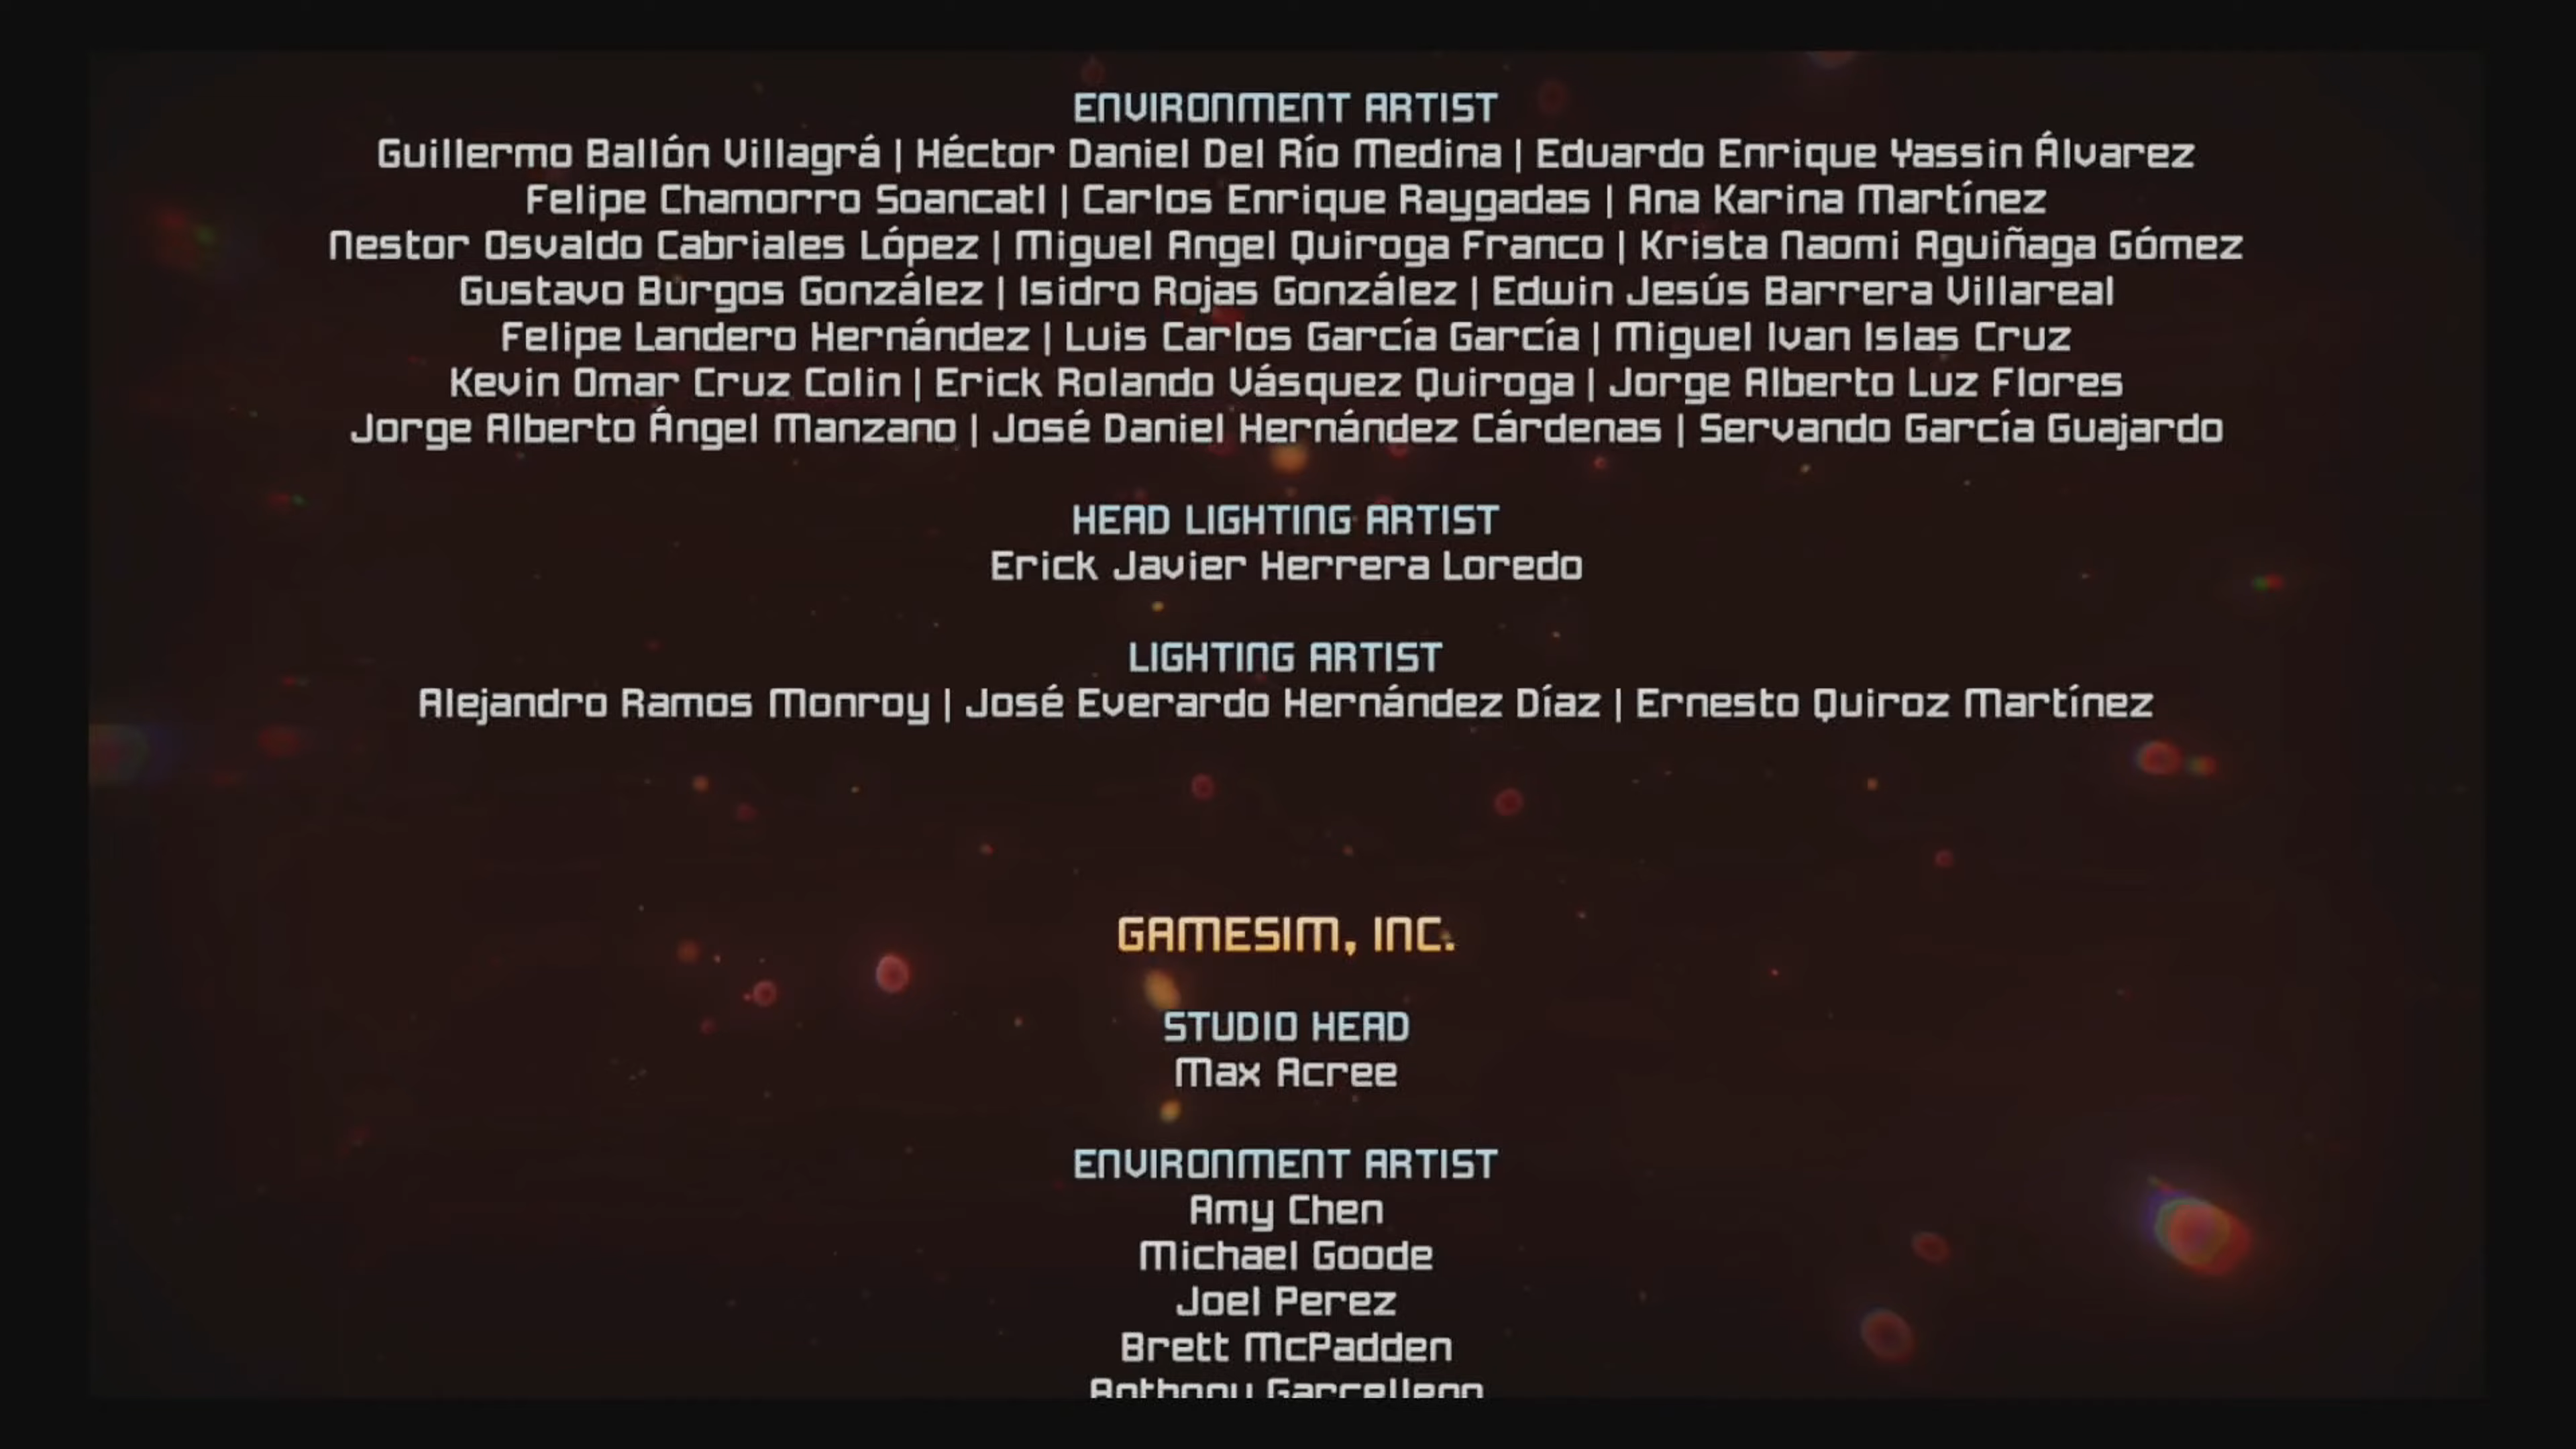 ENVIRONMENT ARTIST
Guillermo Ballón Villagrá | Héctor Daniel Del Río Medina | Eduardo Enrique Yassin Álvarez
Felipe Chamorro Soancatl | Carlos Enrique Raygadas | Ana Karina Martínez
Nestor Osvaldo Cabriales López | Miguel Angel Quiroga Franco | Krista Naomi Aguiñaga Gómez
Gustavo Burgos González | Isidro Rojas González | Edwin Jesús Barrera Villareal
Felipe Landero Hernández | Luis Carlos García García | Miguel Ivan Islas Cruz
Kevin Omar Cruz Colin | Erick Rolando Vásquez Quiroga | Jorge Alberto Luz Flores
Jorge Alberto Ángel Manzano | José Daniel Hernández Cárdenas | Servando García Guajardo
HEAD LIGHTING ARTIST
Erick Javier Herrera Loredo
LIGHTING ARTIST
Alejandro Ramos Monroy | José Everardo Hernández Díaz | Ernesto Quiroz Martínez
GAMESIM, INC.
STUDIO HEAD
Max Acree
ENVIRONMENT ARTIST
Amy Chen
Michael Goode
Joel Perez
Brett McPadden
Anthony